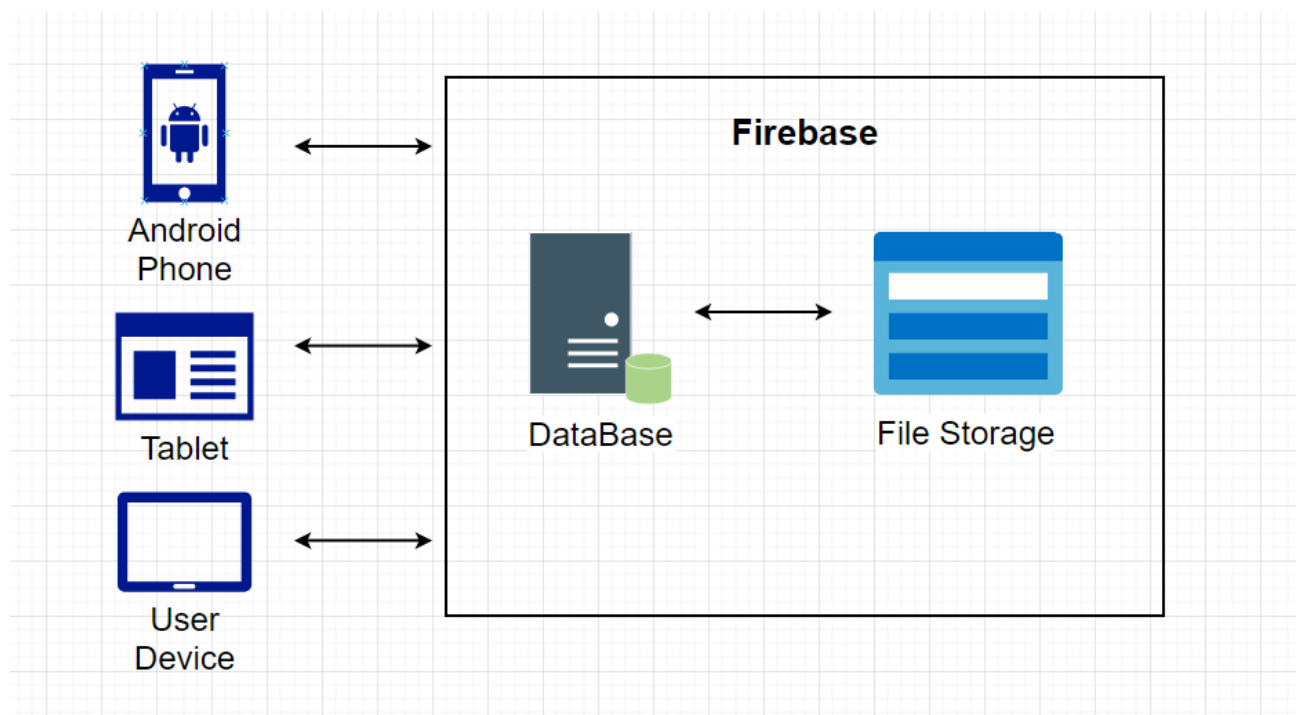 Firebase
Android
Phone
DataBase
File Storage
Tablet
User
Device